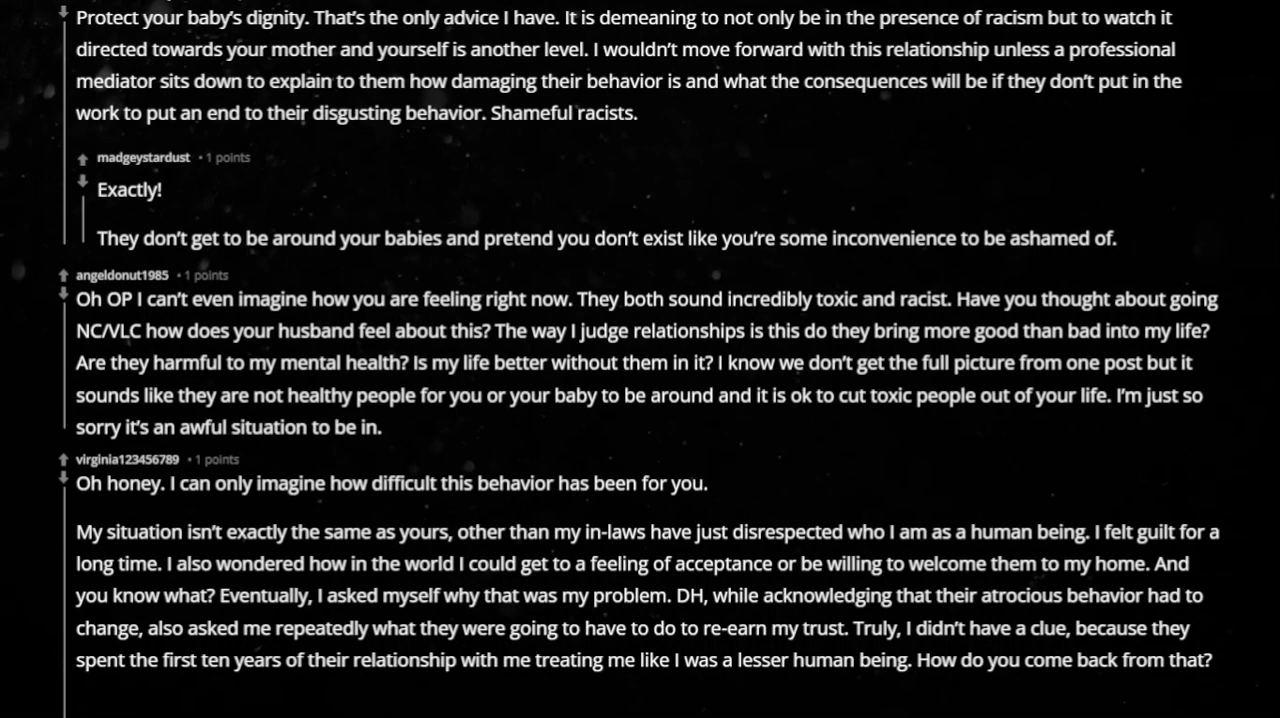 Protect your baby’s dignity. That’s the only advice I have. It is demeaning to not only be in the presence of racism but to watch it
directed towards your mother and yourself is another level. I wouldn’t move forward with this relationship unless a professional
mediator sits down to explain to them how damaging their behavior is and what the consequences will be if they don’t put in the
work to put an end to their disgusting behavior. Shameful racists.
madgeystardust • 1 points
Exactly!
They don’t get to be around your babies and pretend you don’t exist like you’re some inconvenience to be ashamed of.
angeldonut1985 • 1 points
Oh OP I can’t even imagine how you are feeling right now. They both sound incredibly toxic and racist. Have you thought about going
NC/VLC how does your husband feel about this? The way I judge relationships is this do they bring more good than bad into my life?
Are they harmful to my mental health? Is my life better without them in it? I know we don’t get the full picture from one post but it
sounds like they are not healthy people for you or your baby to be around and it is ok to cut toxic people out of your life. I’m just so
sorry it’s an awful situation to be in.
virginia123456789 • 1 points
Oh honey. I can only imagine how difficult this behavior has been for you.
My situation isn’t exactly the same as yours, other than my in-laws have just disrespected who I am as a human being. I felt guilt for a
long time. I also wondered how in the world I could get to a feeling of acceptance or be willing to welcome them to my home. And
you know what? Eventually, I asked myself why that was my problem. DH, while acknowledging that their atrocious behavior had to
change, also asked me repeatedly what they were going to have to do to re-earn my trust. Truly, I didn’t have a clue, because they
spent the first ten years of their relationship with me treating me like I was a lesser human being. How do you come back from that?